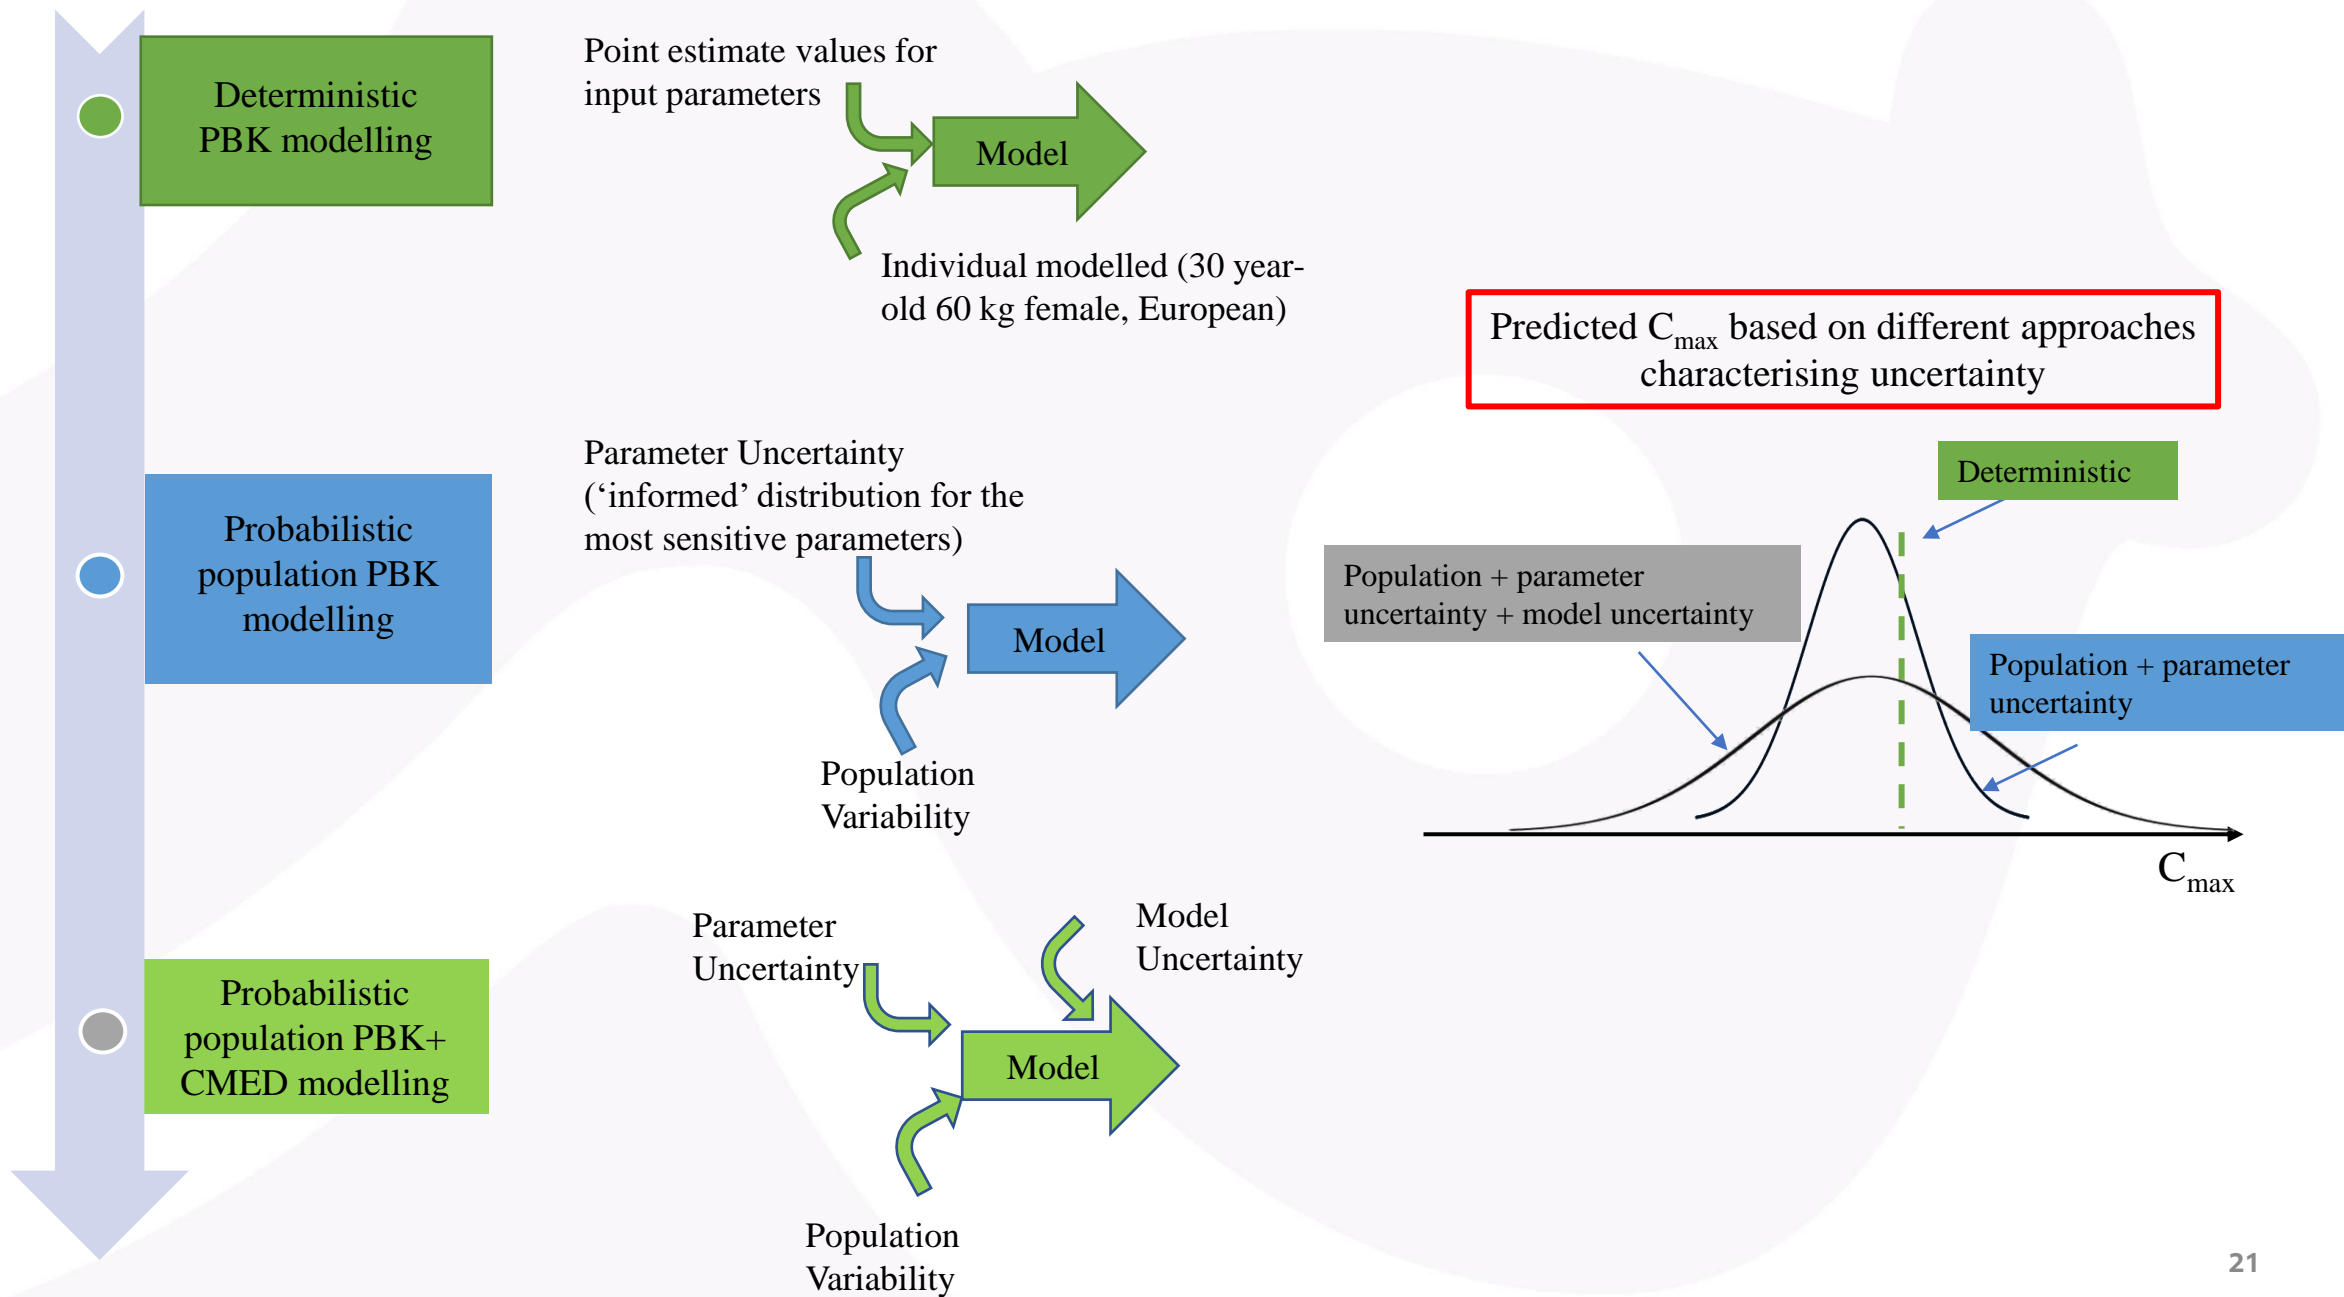 Deterministic
PBK modelling
Point estimate values for
input parameters
Model
Individual modelled (30 year-
old 60 kg female, European)
Probabilistic
population PBK
modelling
Parameter Uncertainty
(‘informed’ distribution for the
most sensitive parameters)
Model
Population
Variability
Probabilistic
population PBK+
CMED modelling
Parameter
Uncertainty
Model
Uncertainty
Model
Population
Variability
Predicted Cmax based on different approaches
characterising uncertainty
Deterministic
Population + parameter
uncertainty + model uncertainty
Population + parameter
uncertainty
Cmax
21